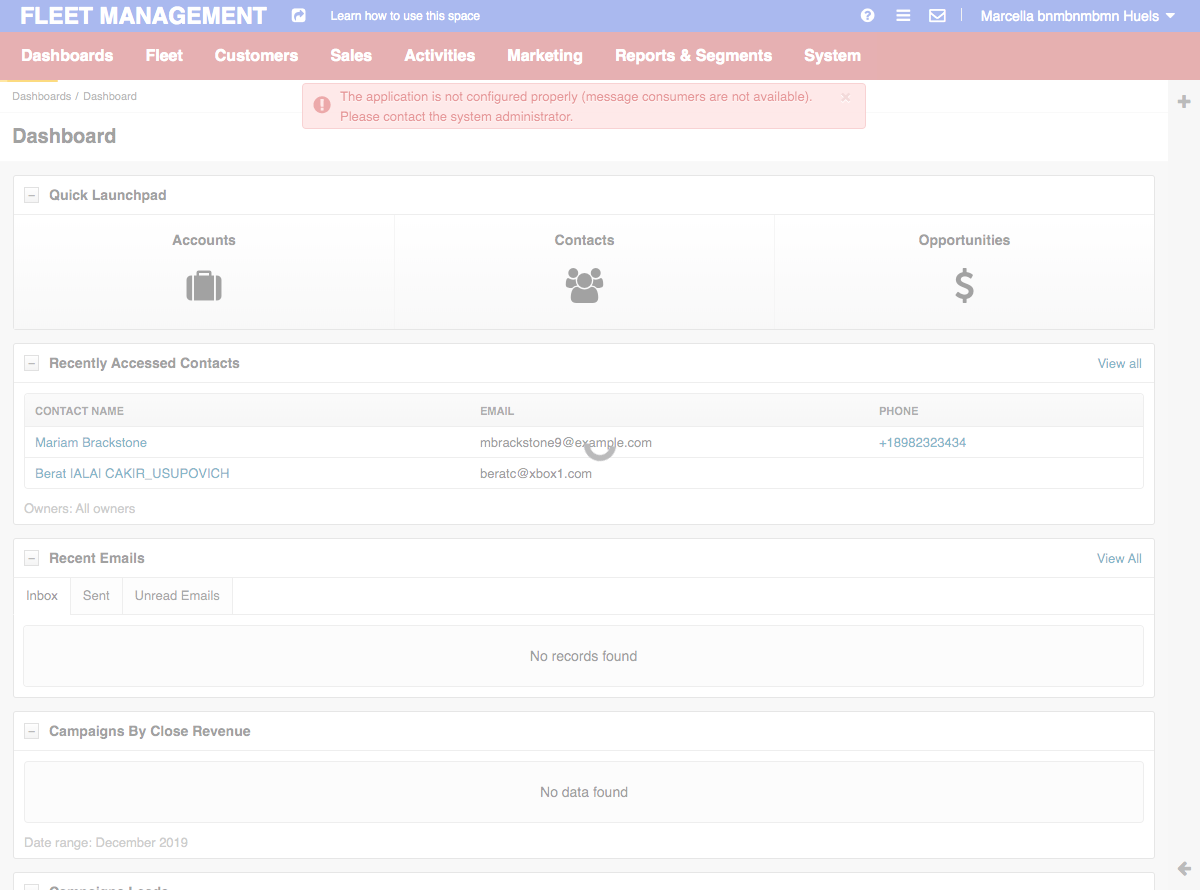 FLEET MANAGEMENT
Learn how to use this space
Marcella bnmbnmbmn Huels
Dashboards
Fleet
Customers
Sales
Activities
Marketing
Reports & Segments
System
Dashboards / Dashboard
The application is not configured properly (message consumers are not available).
Please contact the system administrator.
Dashboard
Quick Launchpad
Accounts
Contacts
Opportunities
Recently Accessed Contacts
View all
CONTACT NAME
EMAIL
PHONE
Mariam Brackstone
mbrackstone9@example.com
+18982323434
Berat IALAI CAKIR_USUPOVICH
beratc@xbox1.com
Owners: All owners
Recent Emails
View All
Inbox
Sent
Unread Emails
No records found
Campaigns By Close Revenue
No data found
Date range: December 2019
Campaigns Leads